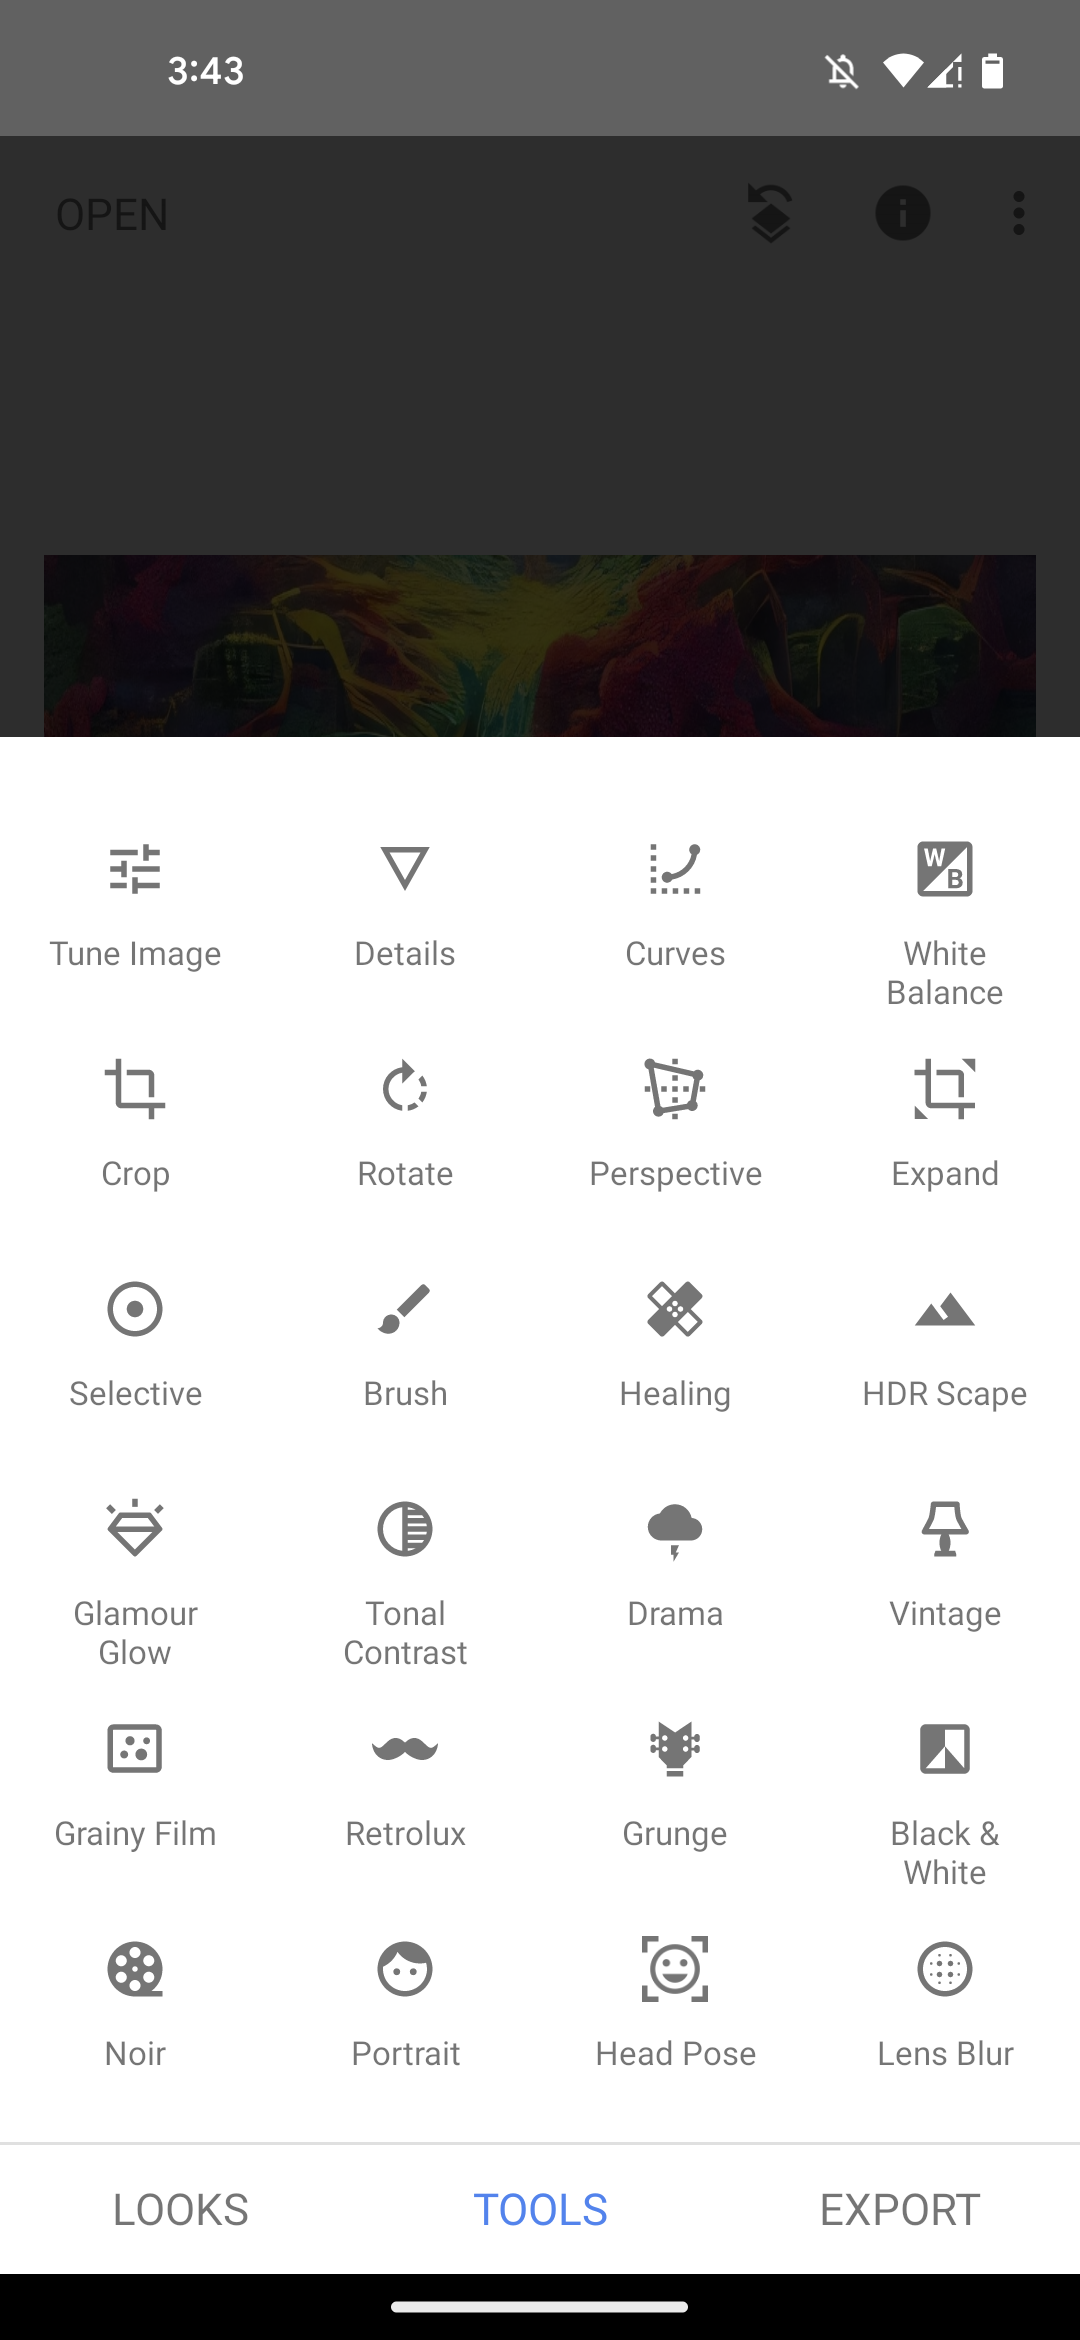 3:43
OPEN
Tune Image
Details
Curves
White
Balance
Crop
Rotate
Perspective
Expand
Selective
Brush
Healing
HDR Scape
Glamour
Glow
Tonal
Contrast
Drama
Vintage
Grainy Film
Retrolux
Grunge
Black &
White
Noir
Portrait
Head Pose
Lens Blur
LOOKS
TOOLS
EXPORT